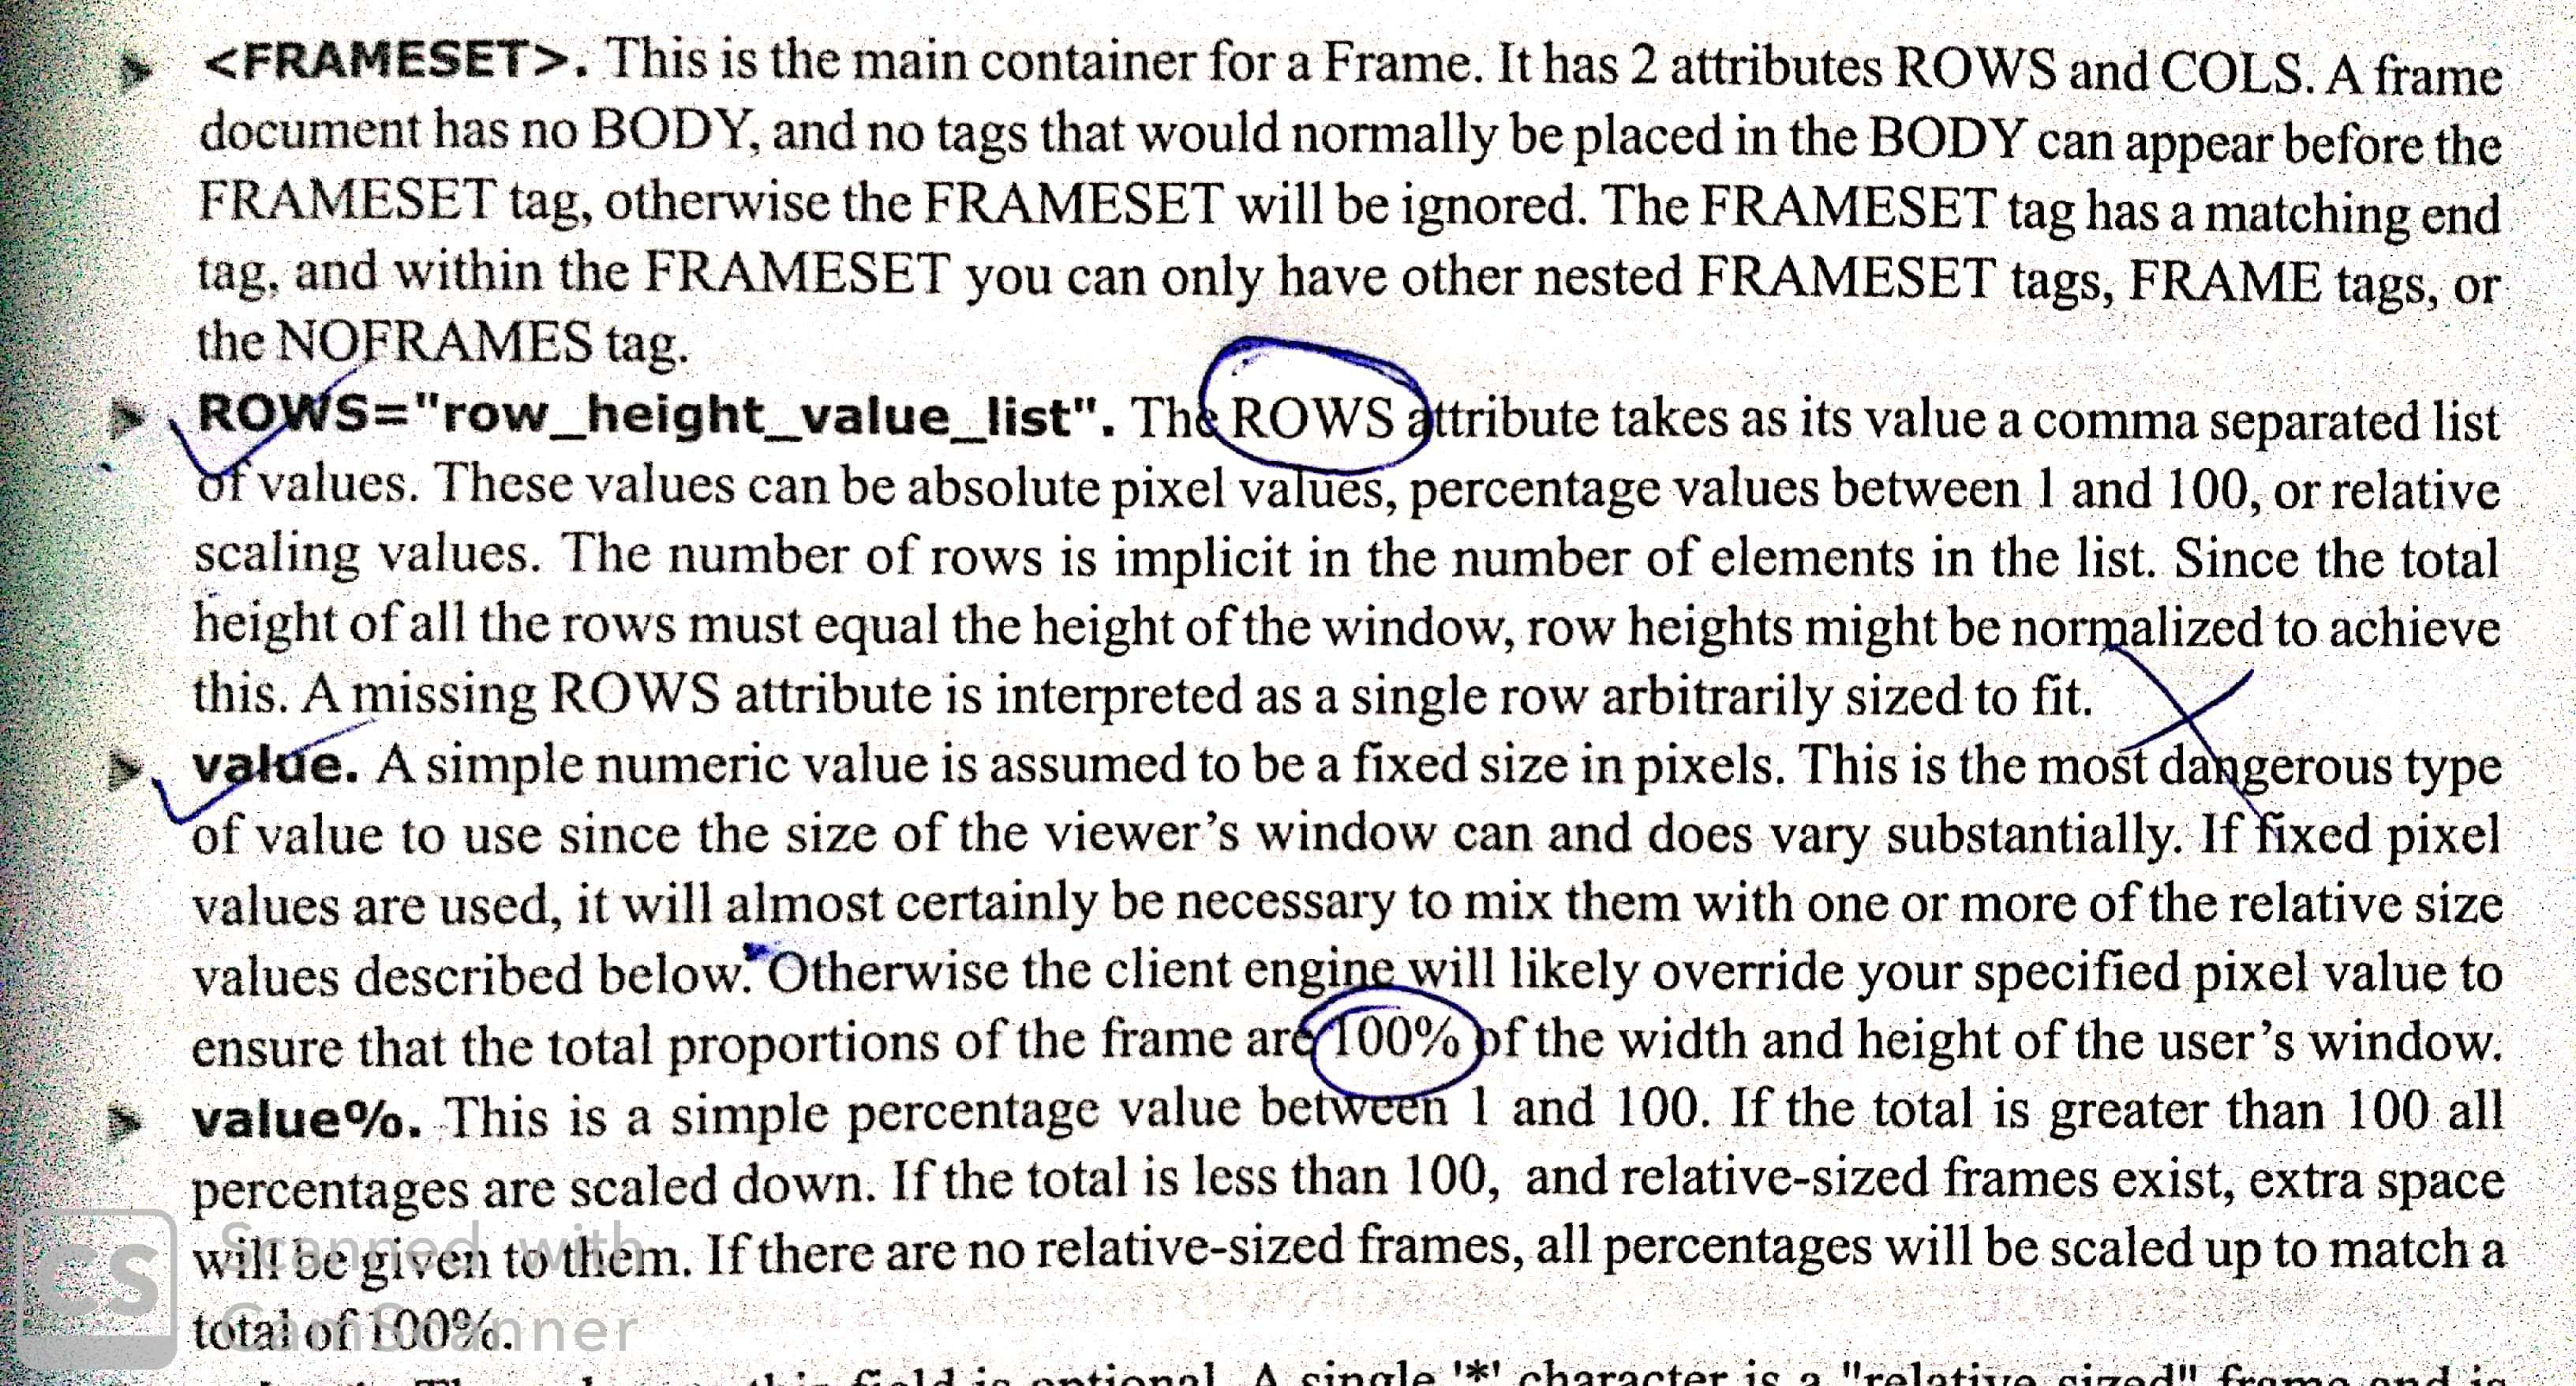 <FRAMESET>. This is the main container for a Frame. It has 2 attributes ROWS and COLS. A frame
document has no BODY, and no tags that would normally be placed in the BODY can appear before the
FRAMESET tag, otherwise the FRAMESET will be ignored. The FRAMESET tag has a matching end
tag, and within the FRAMESET you can only have other nested FRAMESET tags, FRAME tags, or
the NOFRAMES tag.
ROWS="row_height_value_list". The ROWS attribute takes as its value a comma separated list
of values. These values can be absolute pixel values, percentage values between 1 and 100, or relative
scaling values. The number of rows is implicit in the number of elements in the list. Since the total
height of all the rows must equal the height of the window, row heights might be normalized to achieve
this. A missing ROWS attribute is interpreted as a single row arbitrarily sized to fit.
value. A simple numeric value is assumed to be a fixed size in pixels. This is the most dangerous type
of value to use since the size of the viewer's window can and does vary substantially. If fixed pixel
values are used, it will almost certainly be necessary to mix them with one or more of the relative size
values described below. Otherwise the client engine will likely override your specified pixel value to
ensure that the total proportions of the frame are 100% of the width and height of the user's window.
value%. This is a simple percentage value between 1 and 100. If the total is greater than 100 all
percentages are scaled down. If the total is less than 100, and relative-sized frames exist, extra space
will be given to them. If there are no relative-sized frames, all percentages will be scaled up to match a
total of 100%.
field is optional. A single '*' character is a "relative-sized" frame and is
CS Scanned with
CamScanner